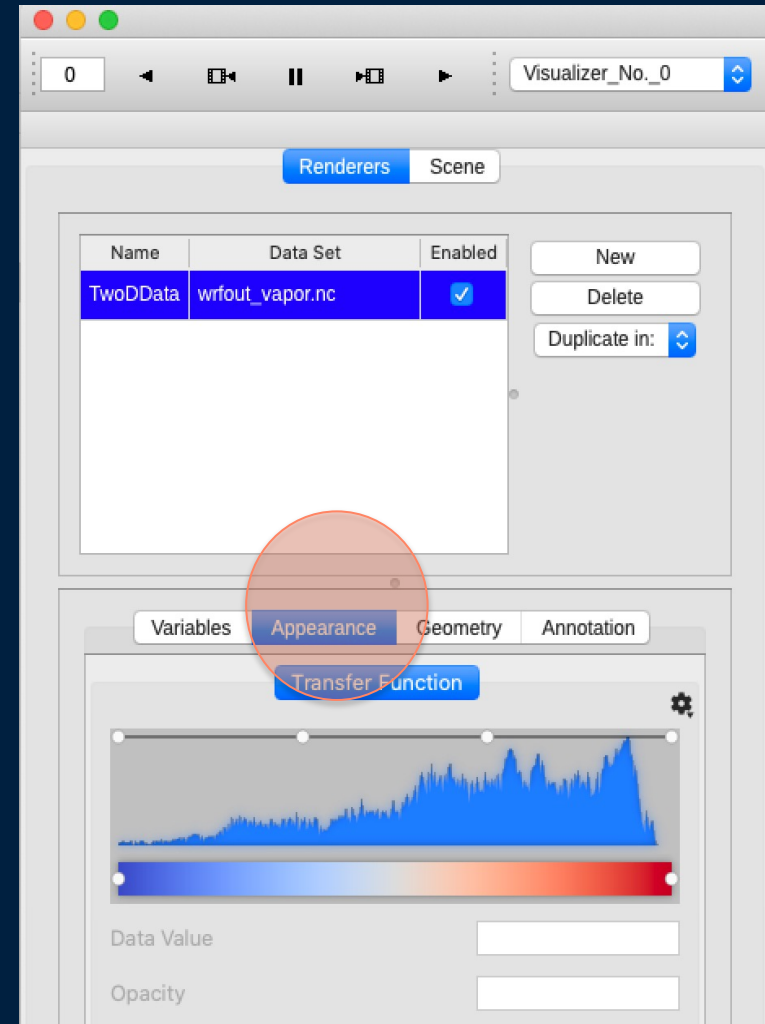 0
Visualizer_No._0
Renderers Scene
Name Data Set Enabled
New
TwoDData wrfout_vapor.nc
Delete
Duplicate in:
Variables Appearance Geometry Annotation
Transfer Function
Data Value
Opacity